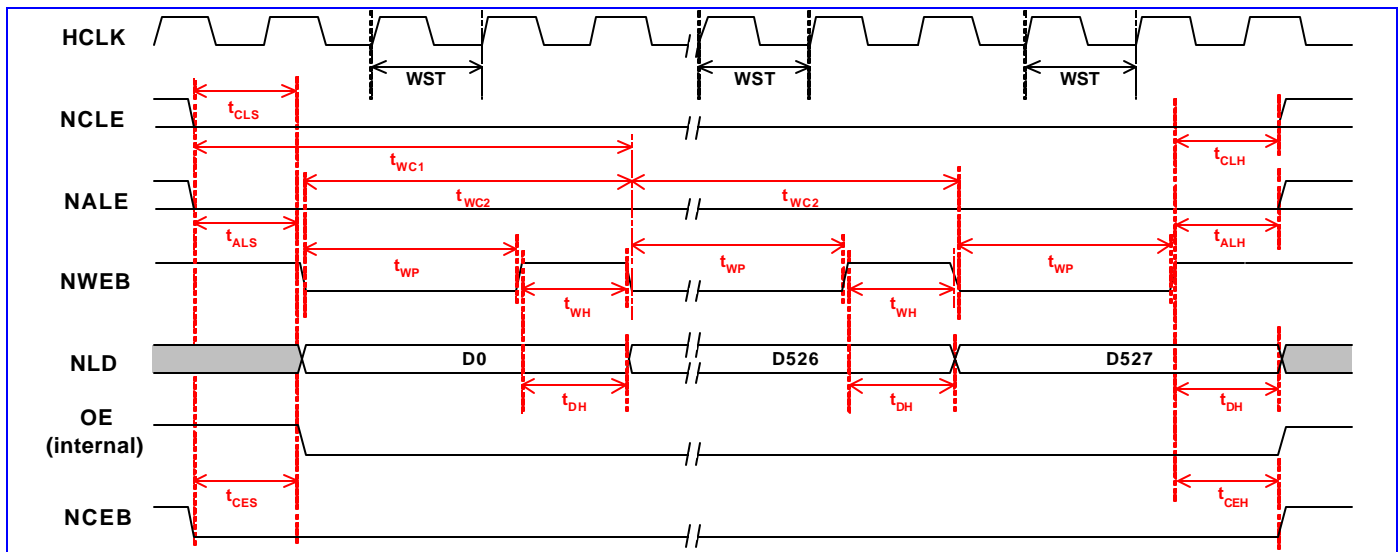 HCLK
WST WST WST
tCLS
NCLE
tCLH
tWC1
NALE
tWC2 tWC2
tALS tALH
NWEB
tWP tWP tWP
tWH tWH
NLD
D0 D526 D527
tDH tDH tDH
OE
(internal)
tCES tCEH
NCEB